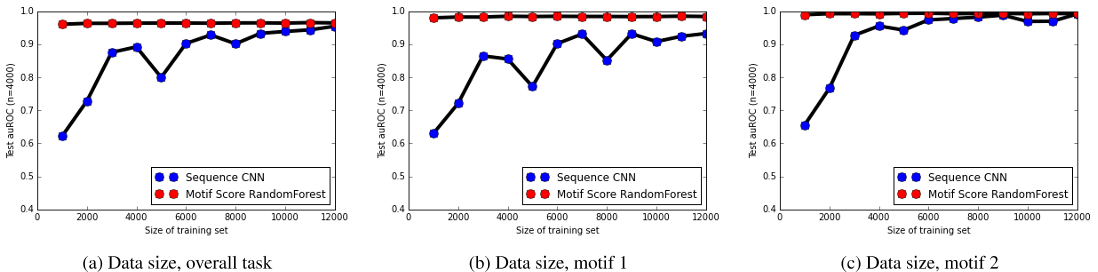 1.0
0.9
0.8
0.7
0.6
0.5
0.4
Test auROC (n=4000)
Sequence CNN
Motif Score RandomForest
0 2000 4000 6000 8000 10000 12000
Size of training set
(a) Data size, overall task
1.0
0.9
0.8
0.7
0.6
0.5
0.4
Test auROC (n=4000)
Sequence CNN
Motif Score RandomForest
0 2000 4000 6000 8000 10000 12000
Size of training set
(b) Data size, motif 1
1.0
0.9
0.8
0.7
0.6
0.5
0.4
Test auROC (n=4000)
Sequence CNN
Motif Score RandomForest
0 2000 4000 6000 8000 10000 12000
Size of training set
(c) Data size, motif 2